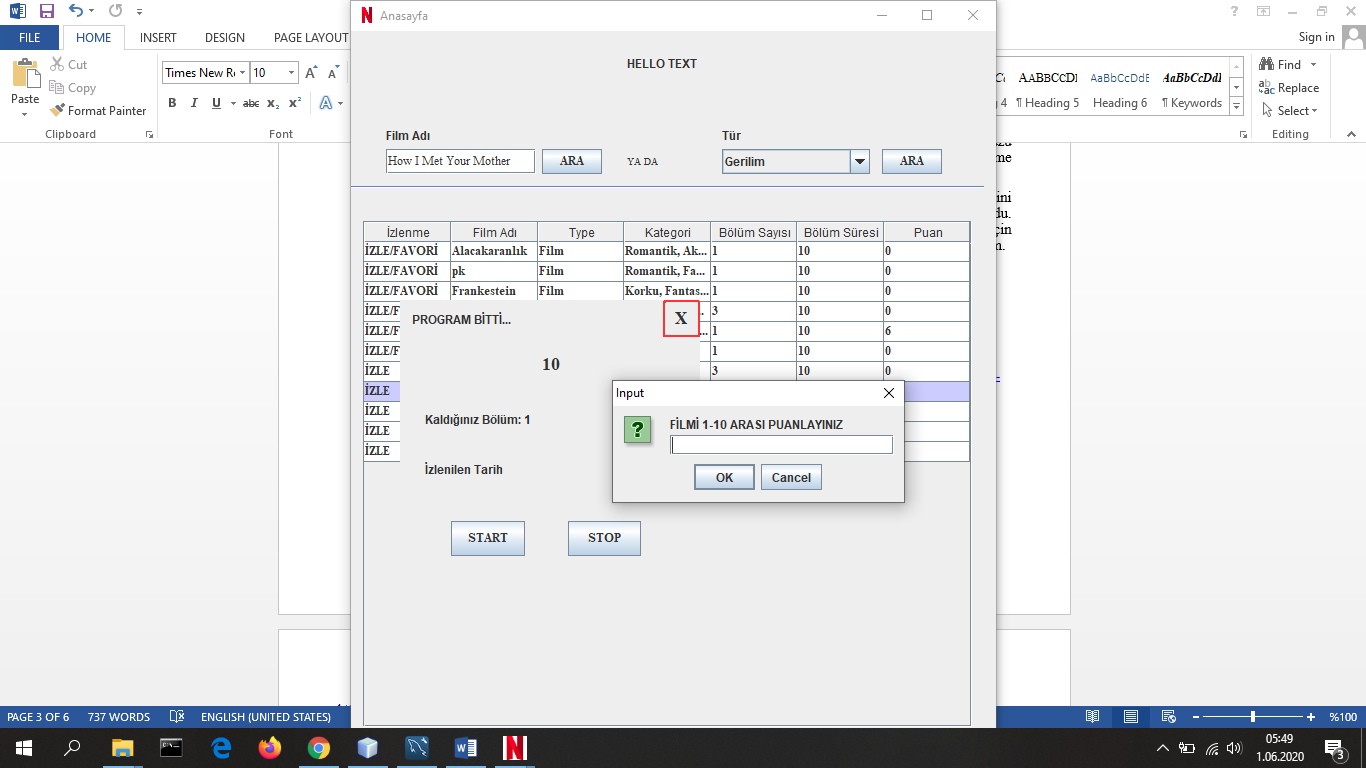 FILE
HOME
INSERT
DESIGN
PAGE LAYOUT
Sign in
Paste
Cut
Copy
Format Painter
Clipboard
Times New R
10
B I U abc x₂ x²
Font
4
AABBCCDI
¶ Heading 5
AaBbCcDdE
Heading 6
AaBbCcDdI
¶ Keywords
Find
Replace
Select
Editing
N Anasayfa
HELLO TEXT
Film Adı
Tür
How I Met Your Mother
ARA
YA DA
Gerilim
ARA
İzlenme Film Adı Type Kategori Bölüm Sayısı Bölüm Süresi Puan
İZLE/FAVORİ Alacakaranlık Film Romantik, Ak... 1 10 0
İZLE/FAVORİ pk Film Romantik, Fa... 1 10 0
İZLE/FAVORİ Frankestein Film Korku, Fantas... 1 10 0
İZLE/F 3 10 0
İZLE/F 1 10 6
İZLE/F 1 10 0
İZLE 3 10 0
İZLE
İZLE
İZLE
İZLE
PROGRAM BİTTİ...
X
10
Kaldığınız Bölüm: 1
İzlenilen Tarih
START
STOP
Input
?
FİLMİ 1-10 ARASI PUANLAYINIZ
OK
Cancel
me
ini
du.
çin
m.
=
PAGE 3 OF 6
737 WORDS
ENGLISH (UNITED STATES)
%100
05:49
1.06.2020
3